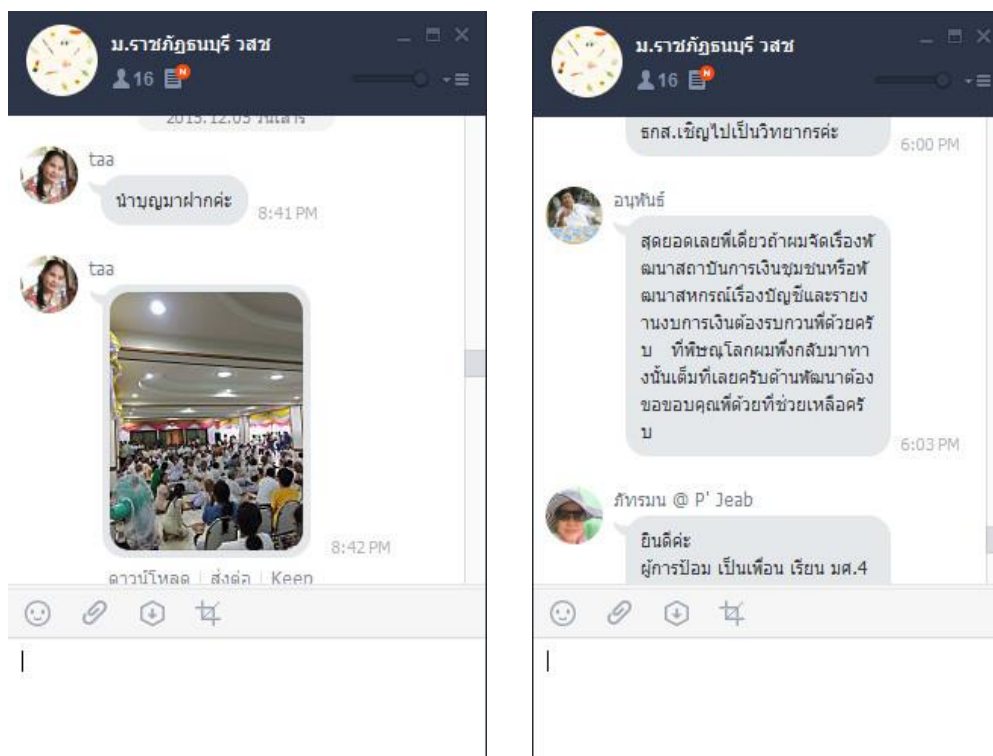 ม.ราชภัฏธนบุรี วสช
16
N
2015.12.05 วันเสาร์
taa
นำบุญมาฝากค่ะ
8:41 PM
taa
8:42 PM
ดาวน์โหลด | ส่งต่อ | Keep
ม.ราชภัฏธนบุรี วสช
16
N
ธกส.เชิญไปเป็นวิทยากรค่ะ
6:00 PM
อนุพันธ์
สุดยอดเลยพี่เดียวถ้าผมจัดเรื่องพั
ฒนาสถาบันการเงินชุมชนหรือพั
ฒนาสหกรณ์เรื่องบัญชีและรายง
านงบการเงินต้องรบกวนพี่ด้วยครั
บ ที่พิษณุโลกผมพึ่งกลับมาทา
งนั้นเต็มที่เลยครับด้านพัฒนาต้อง
ขอขอบคุณพี่ด้วยที่ช่วยเหลือครั
บ
6:03 PM
ภัทรมน @ P' Jeab
ยินดีค่ะ
ผู้การป้อม เป็นเพื่อน เรียน มศ.4